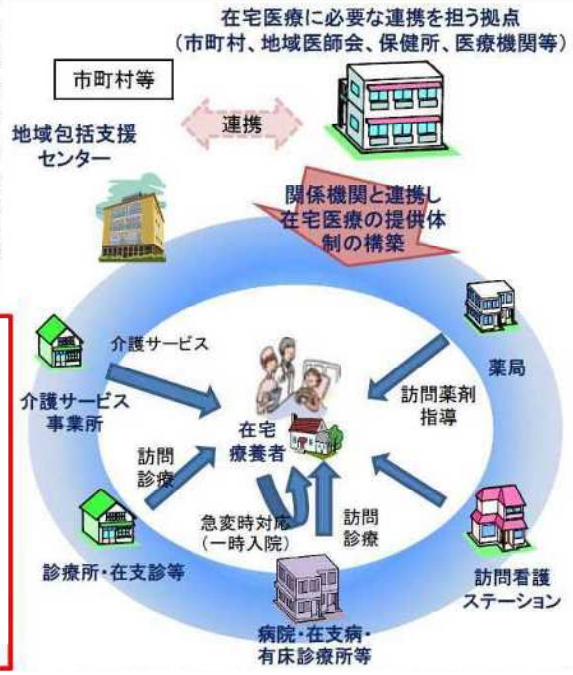 在宅医療に必要な連携を担う拠点
（市町村、地域医師会、保健所、医療機関等）
市町村等
連携
地域包括支援
センター
関係機関と連携し
在宅医療の提供体
制の構築
介護サービス
薬局
介護サービス
事業所
訪問薬剤
指導
在宅
療養者
訪問
診療
急変時対応
（一時入院）
訪問
診療
診療所・在支診等
訪問看護
ステーション
病院・在支病・
有床診療所等